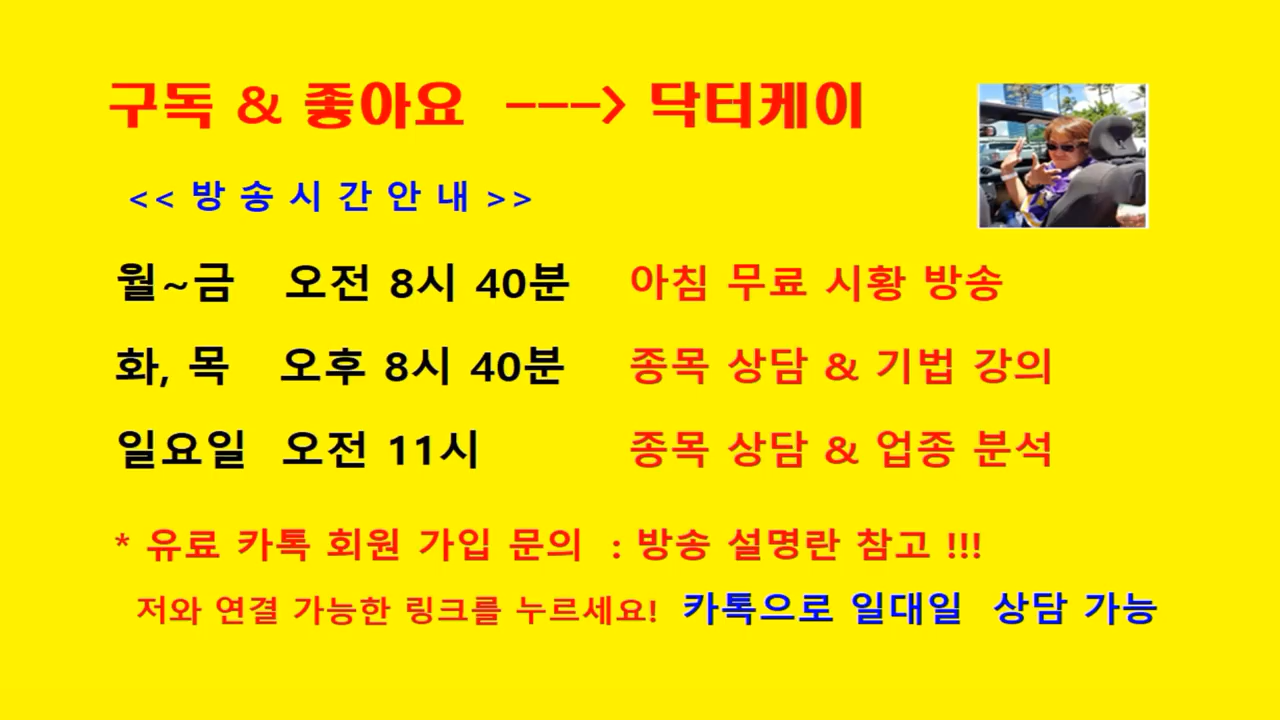 구독 & 좋아요 ---> 닥터케이
<< 방 송 시 간 안 내 >>
월~금 오전 8시 40분 아침 무료 시황 방송
화, 목 오후 8시 40분 종목 상담 & 기법 강의
일요일 오전 11시 종목 상담 & 업종 분석
* 유료 카톡 회원 가입 문의 : 방송 설명란 참고 !!!
저와 연결 가능한 링크를 누르세요! 카톡으로 일대일 상담 가능